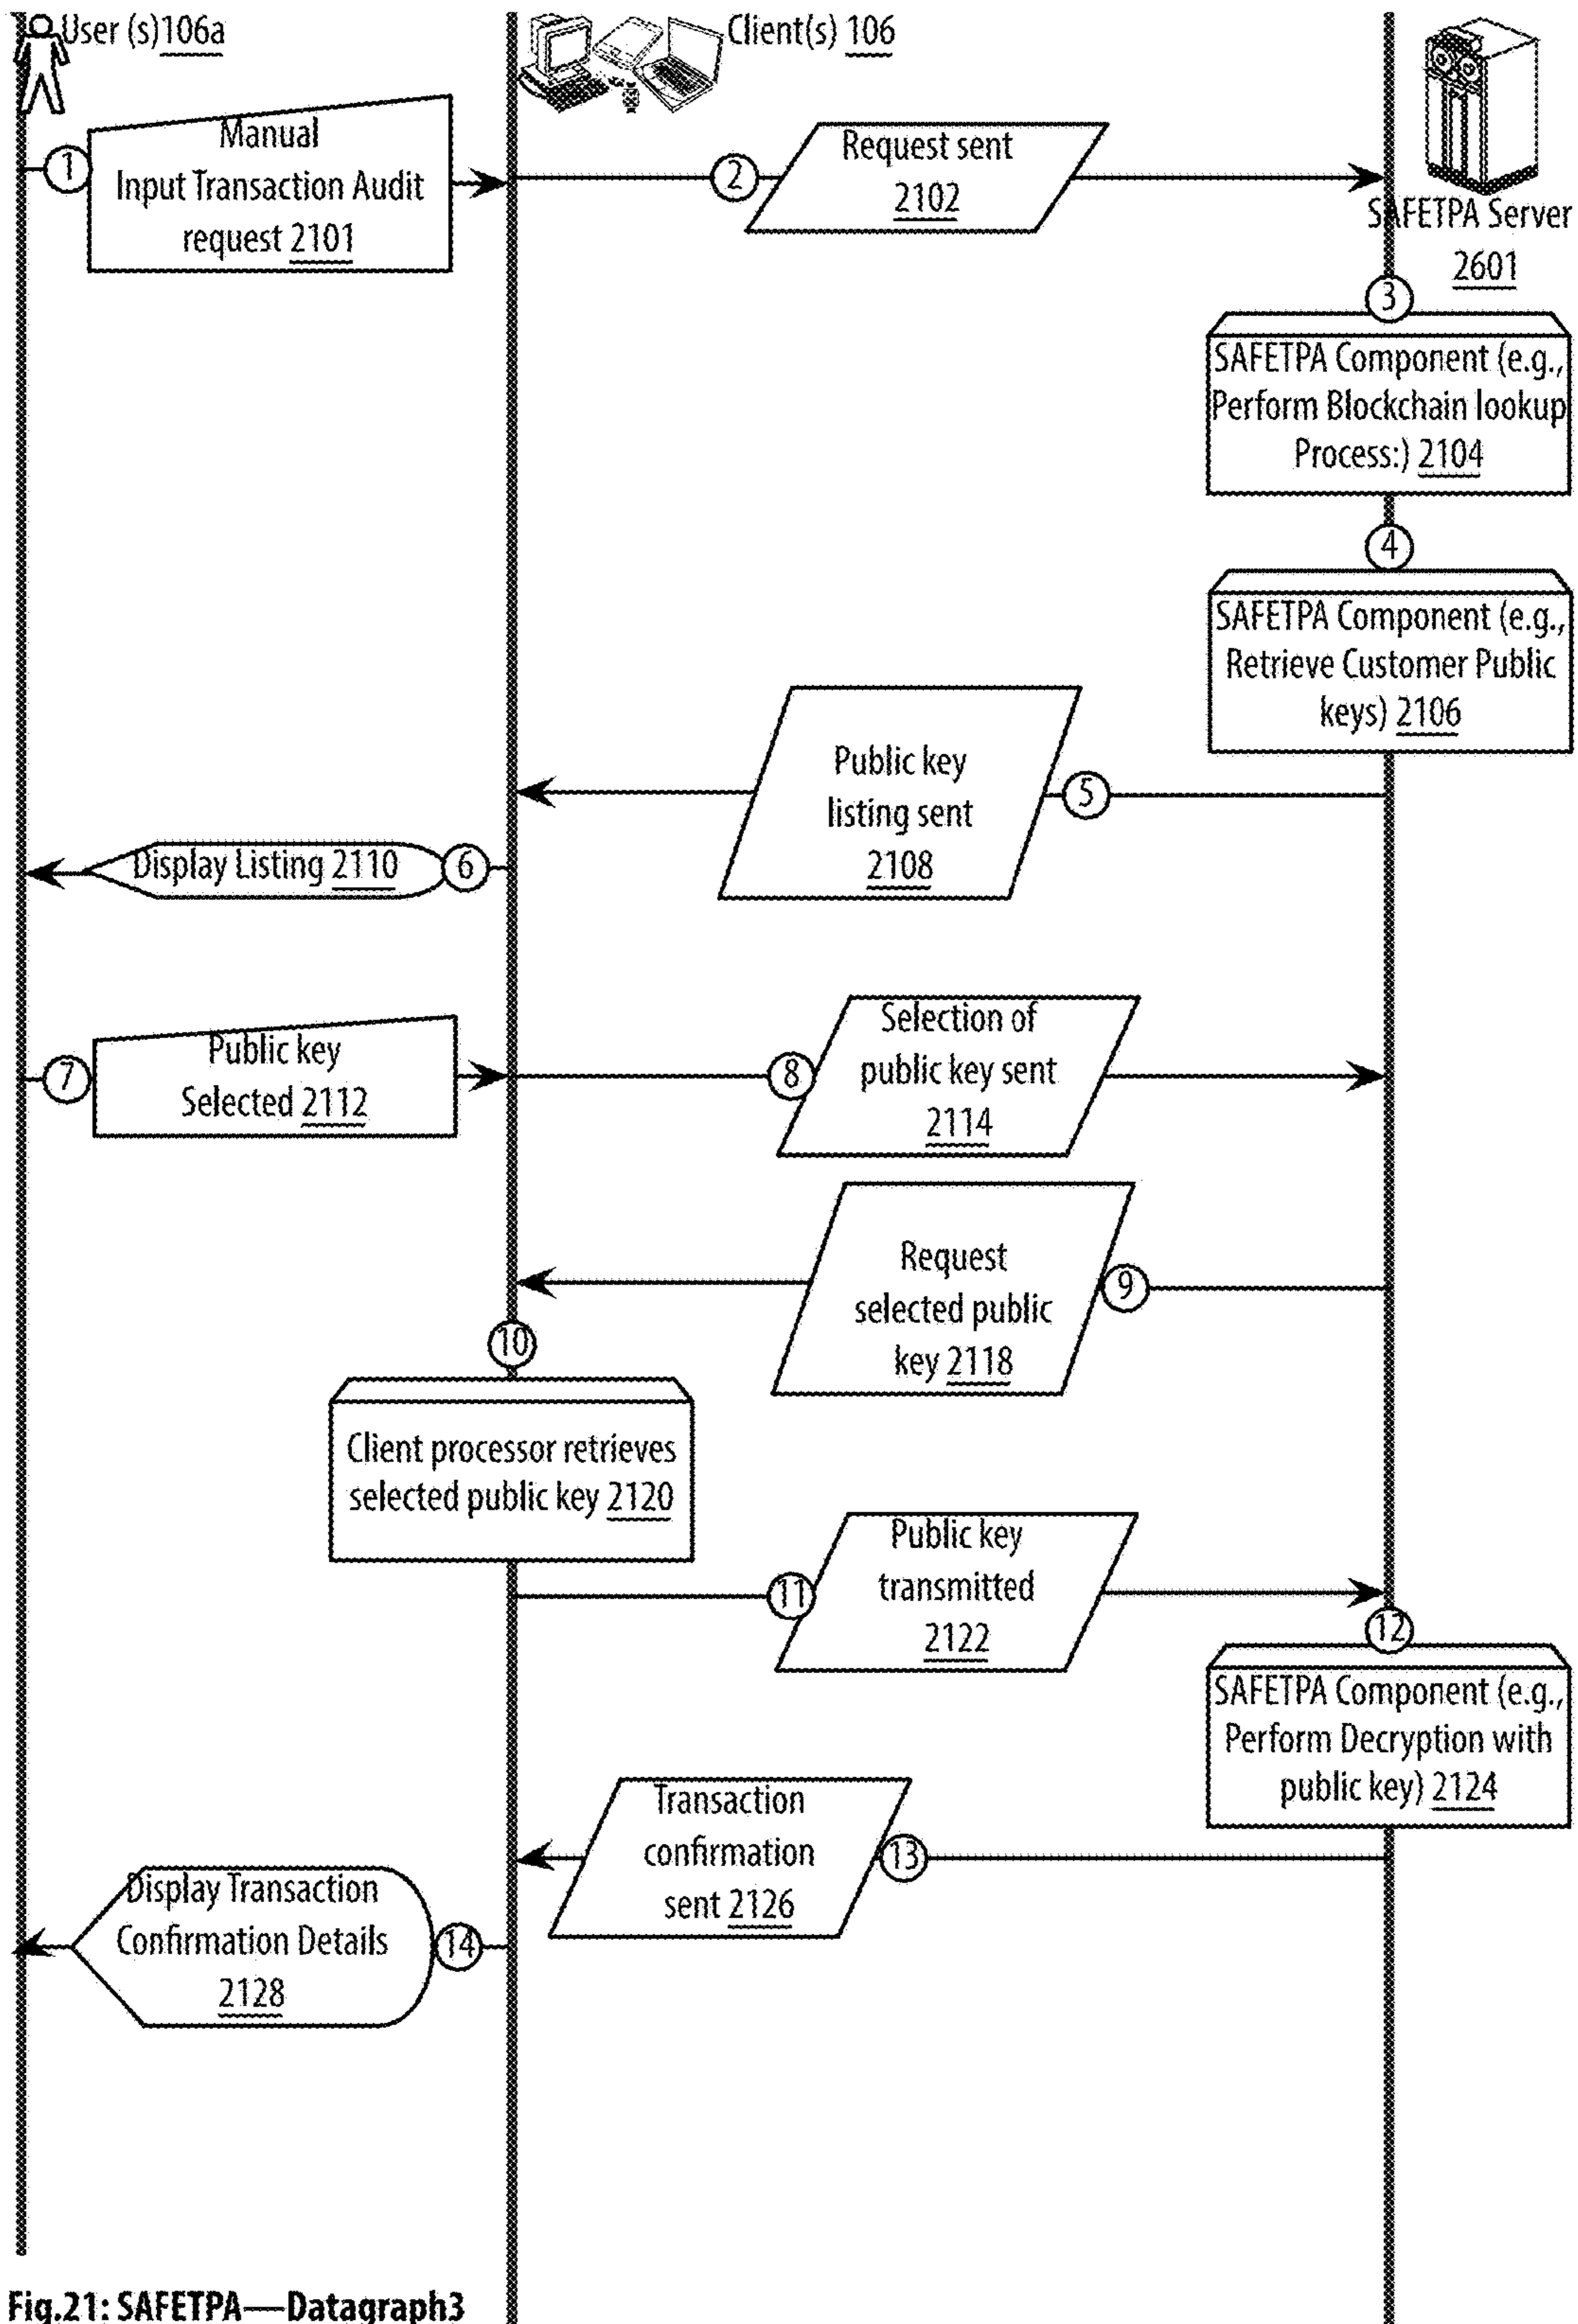 User (s)106a
Client(s) 106
SAFETPA Server
2601
1
Manual
Input Transaction Audit
request 2101
2
Request sent
2102
3
SAFETPA Component (e.g.,
Perform Blockchain lookup
Process:) 2104
4
SAFETPA Component (e.g.,
Retrieve Customer Public
keys) 2106
5
Public key
listing sent
2108
6
Display Listing 2110
7
Public key
Selected 2112
8
Selection of
public key sent
2114
9
Request
selected public
key 2118
10
Client processor retrieves
selected public key 2120
11
Public key
transmitted
2122
12
SAFETPA Component (e.g.,
Perform Decryption with
public key) 2124
13
Transaction
confirmation
sent 2126
14
Display Transaction
Confirmation Details
2128
Fig.21: SAFETPA—Datagraph3